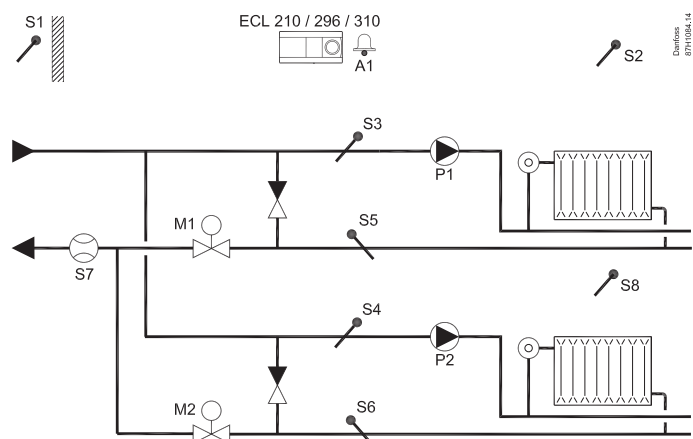 S1
ECL 210 / 296 / 310
A1
S2
Danfoss
87H1084.14
S3
P1
M1
S5
S7
S8
S4
P2
M2
S6